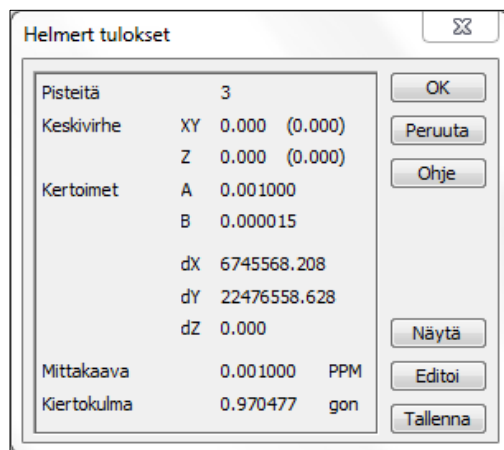 Helmert tulokset
Pisteitä 3
Keskivirhe XY 0.000 (0.000)
Z 0.000 (0.000)
Kertoimet A 0.001000
B 0.000015
dX 6745568.208
dY 22476558.628
dZ 0.000
Mittakaava 0.001000 PPM
Kiertokulma 0.970477 gon
OK
Peruuta
Ohje
Näytä
Editoi
Tallenna